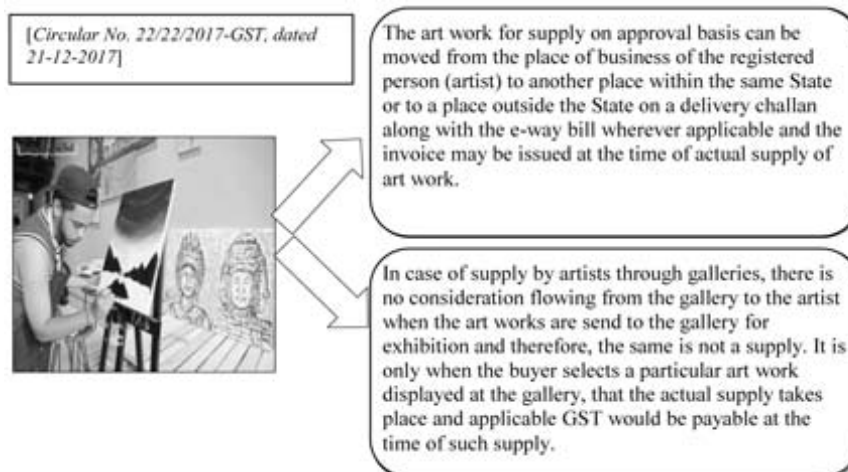 [Circular No. 22/22/2017-GST, dated
21-12-2017]
The art work for supply on approval basis can be
moved from the place of business of the registered
person (artist) to another place within the same State
or to a place outside the State on a delivery challan
along with the e-way bill wherever applicable and the
invoice may be issued at the time of actual supply of
art work.
In case of supply by artists through galleries, there is
no consideration flowing from the gallery to the artist
when the art works are send to the gallery for
exhibition and therefore, the same is not a supply. It is
only when the buyer selects a particular art work
displayed at the gallery, that the actual supply takes
place and applicable GST would be payable at the
time of such supply.